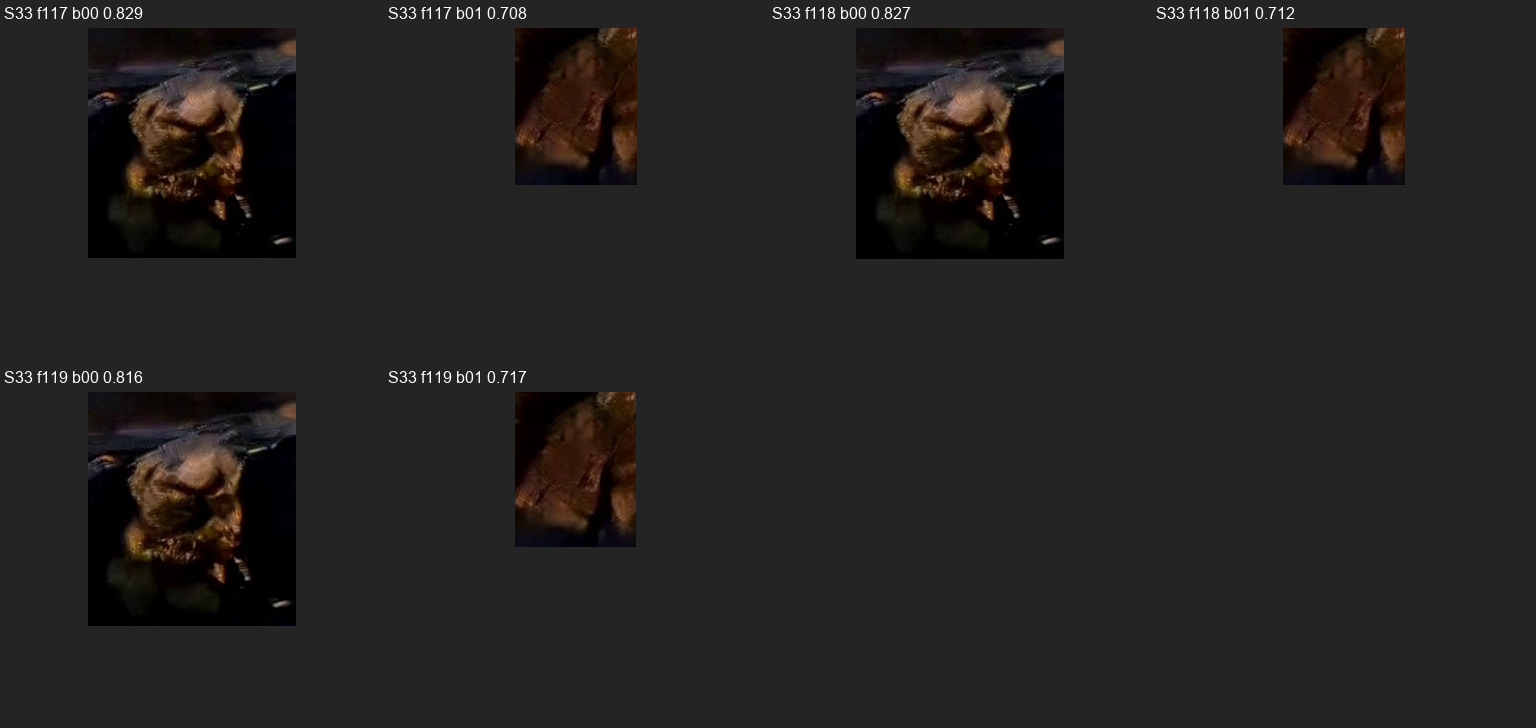 S33 f117 b00 0.829
S33 f117 b01 0.708
S33 f118 b00 0.827
S33 f118 b01 0.712
S33 f119 b00 0.816
S33 f119 b01 0.717